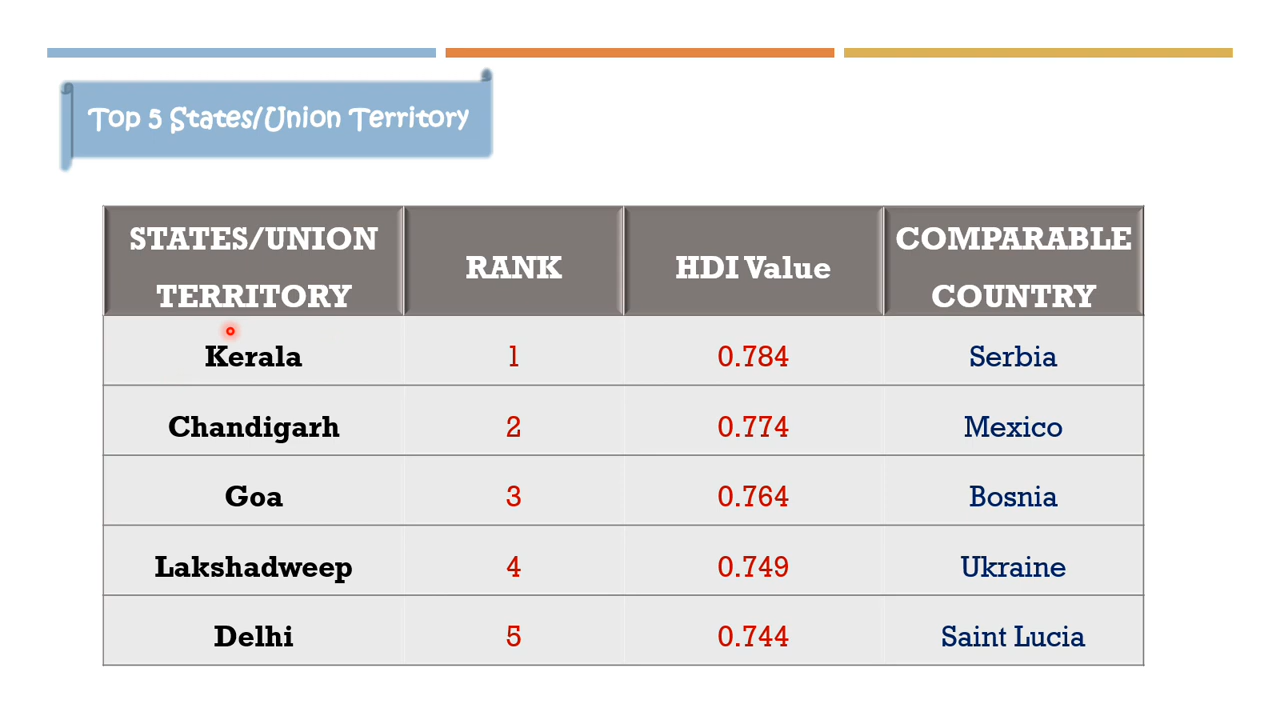 Top 5 States/Union Territory
STATES/UNION TERRITORY RANK HDI Value COMPARABLE COUNTRY
Kerala 1 0.784 Serbia
Chandigarh 2 0.774 Mexico
Goa 3 0.764 Bosnia
Lakshadweep 4 0.749 Ukraine
Delhi 5 0.744 Saint Lucia